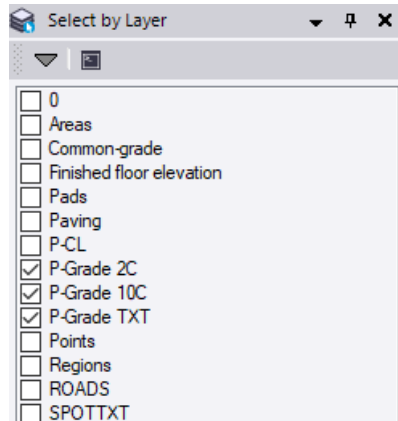 Select by Layer
0
Areas
Common-grade
Finished floor elevation
Pads
Paving
P-CL
P-Grade 2C
P-Grade 10C
P-Grade TXT
Points
Regions
ROADS
SPOTTXT